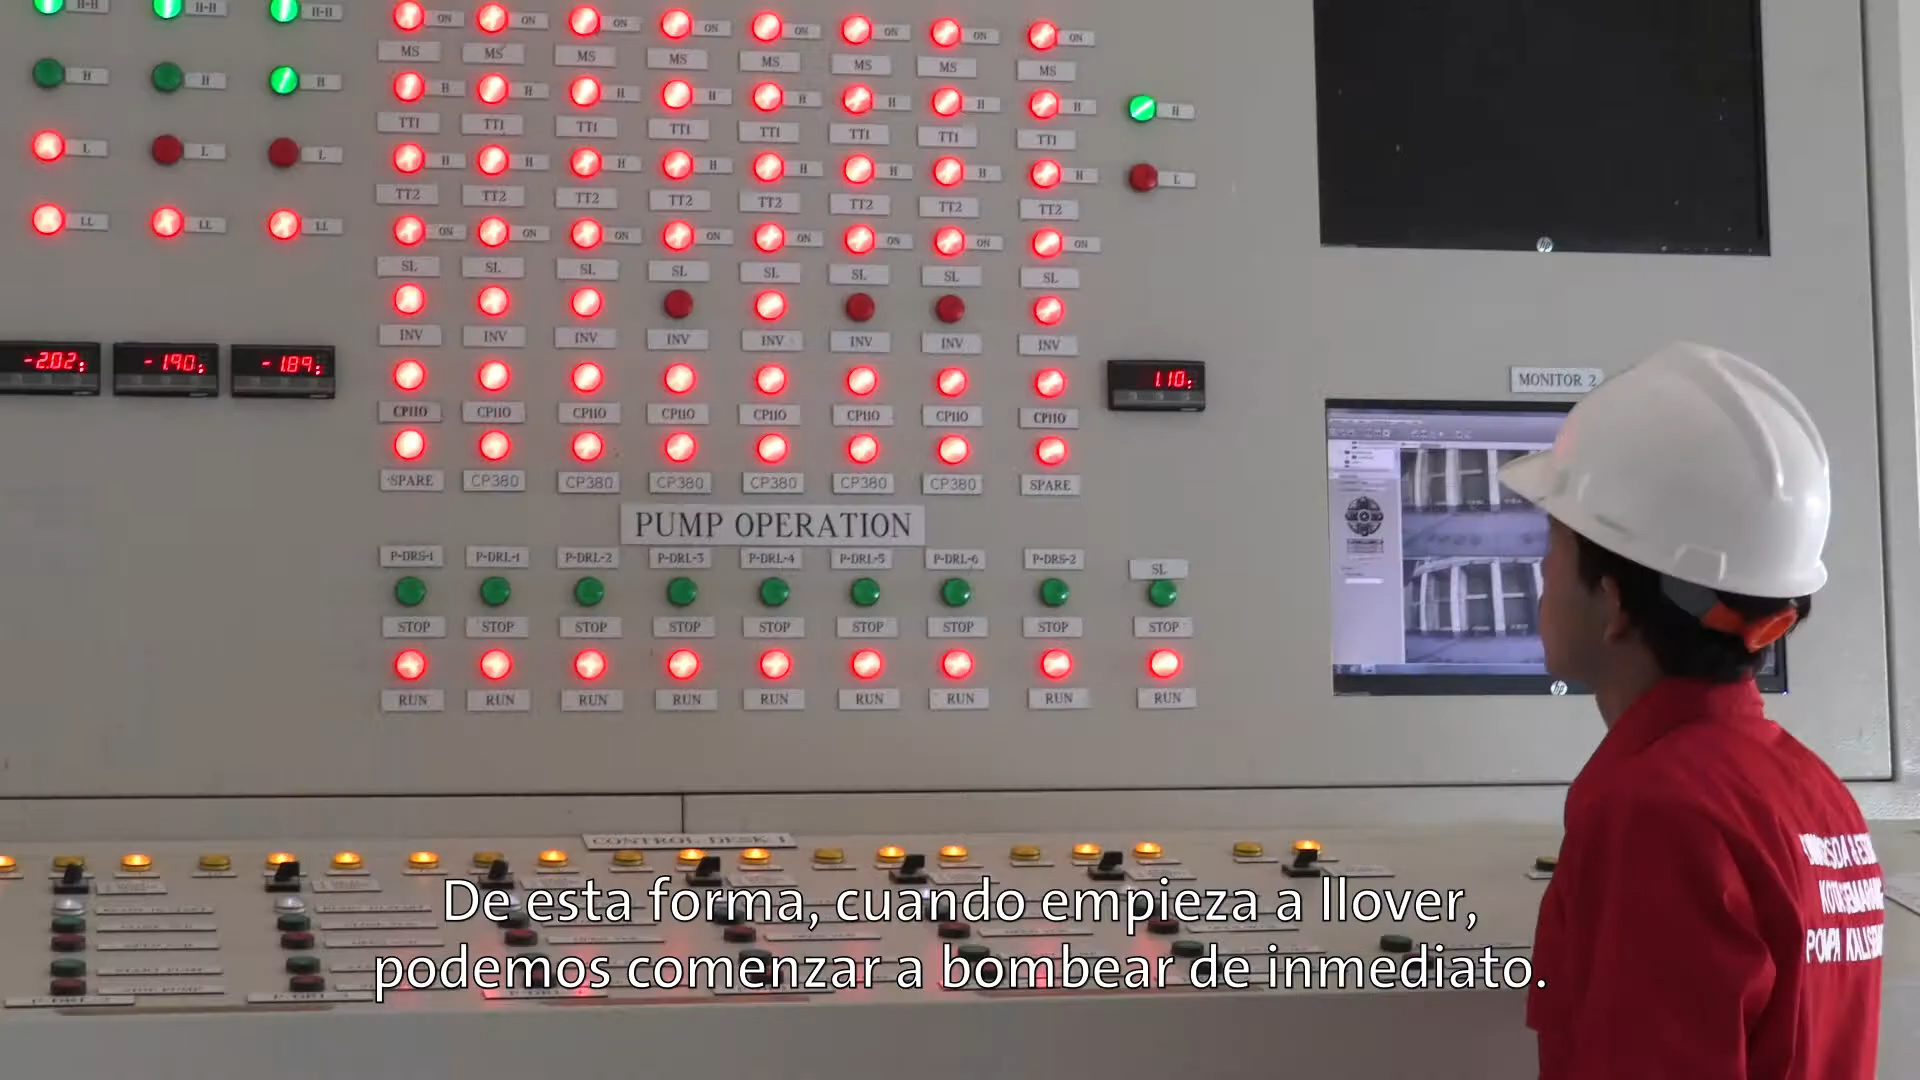 H-H H-H H-H ON ON ON ON ON ON ON ON
MS MS MS MS MS MS MS MS
H H H H H H H H H H H H
TT1 TT1 TT1 TT1 TT1 TT1 TT1 TT1
L L L H H H H H H H H L
TT2 TT2 TT2 TT2 TT2 TT2 TT2 TT2
LL LL LL ON ON ON ON ON ON ON ON
SL SL SL SL SL SL SL SL
INV INV INV INV INV INV INV INV
-2.02 -1.90 -1.89 1.10
MONITOR 2
CP110 CP110 CP110 CP110 CP110 CP110 CP110 CP110
SPARE CP380 CP380 CP380 CP380 CP380 CP380 SPARE
PUMP OPERATION
P-DRS-1 P-DRL-1 P-DRL-2 P-DRL-3 P-DRL-4 P-DRL-5 P-DRL-6 P-DRS-2 SL
STOP STOP STOP STOP STOP STOP STOP STOP STOP
RUN RUN RUN RUN RUN RUN RUN RUN RUN
hp
hp
CONTROL DESK 1
De esta forma, cuando empieza a llover,
podemos comenzar a bombear de inmediato.